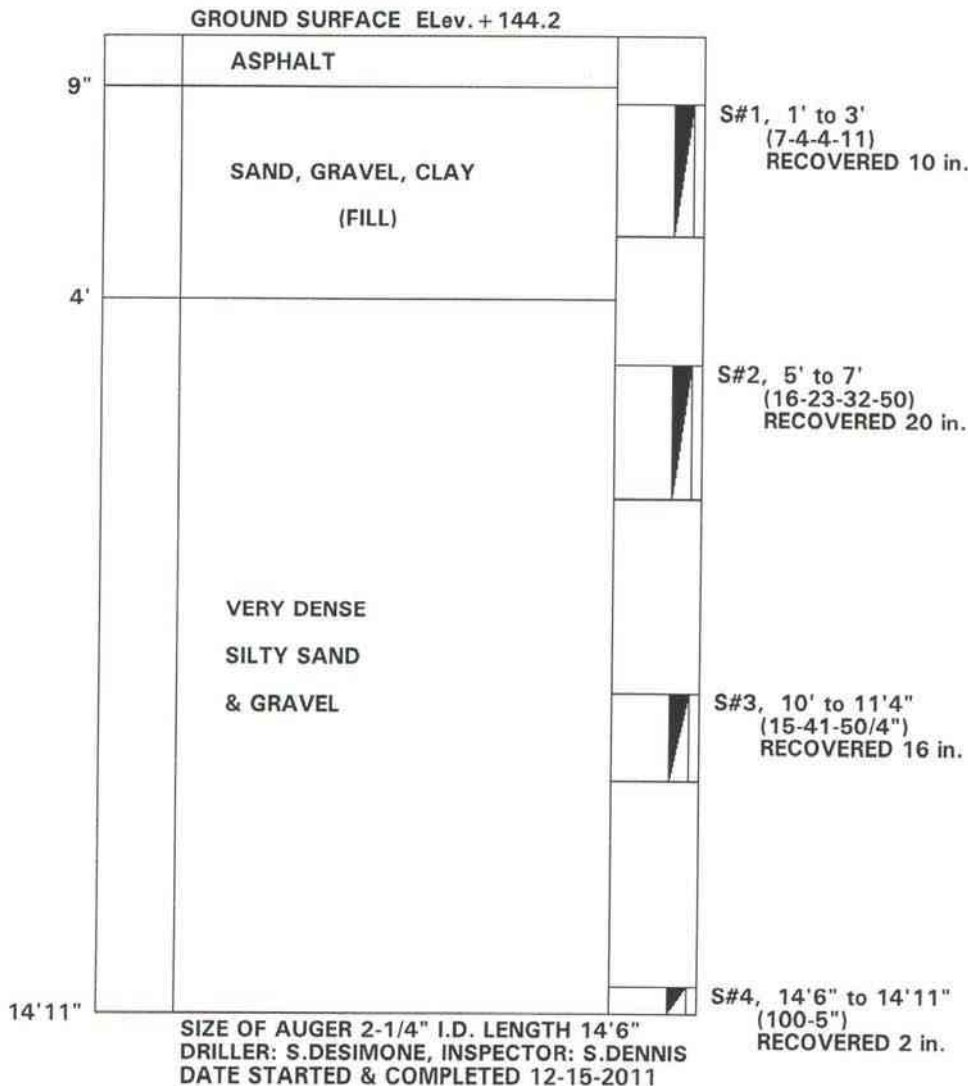 GROUND SURFACE ELev. + 144.2
ASPHALT
9"
S#1, 1' to 3'
(7-4-4-11)
RECOVERED 10 in.
SAND, GRAVEL, CLAY
(FILL)
4'
S#2, 5' to 7'
(16-23-32-50)
RECOVERED 20 in.
VERY DENSE
SILTY SAND
& GRAVEL
S#3, 10' to 11'4"
(15-41-50/4")
RECOVERED 16 in.
14'11"
S#4, 14'6" to 14'11"
(100-5")
RECOVERED 2 in.
SIZE OF AUGER 2-1/4" I.D. LENGTH 14'6"
DRILLER: S.DESIMONE, INSPECTOR: S.DENNIS
DATE STARTED & COMPLETED 12-15-2011